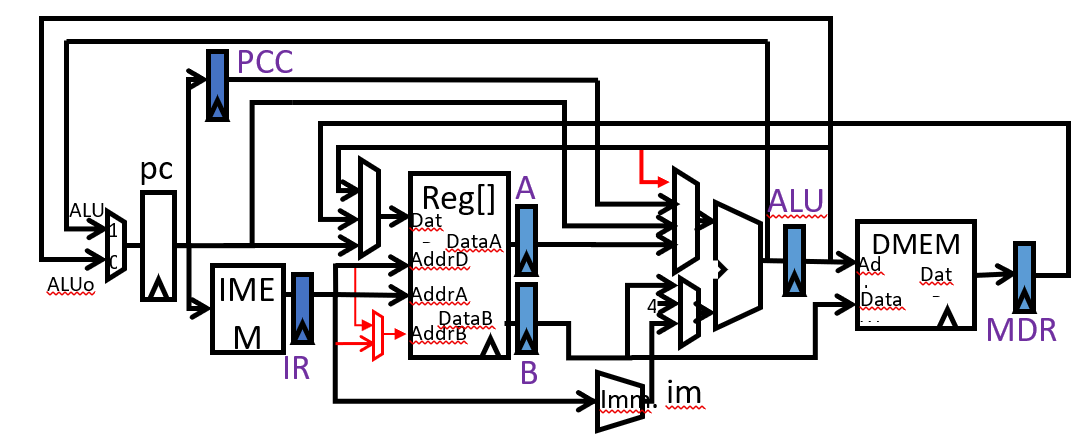 PCC
pc
ALU
1
0
ALUo
IME
M
IR
Reg[]
Dat
–
DataA
AddrD
AddrA
DataB
AddrB
A
B
4
Imm.
im
ALU
DMEM
Ad
.
Dat
–
Data
...
MDR